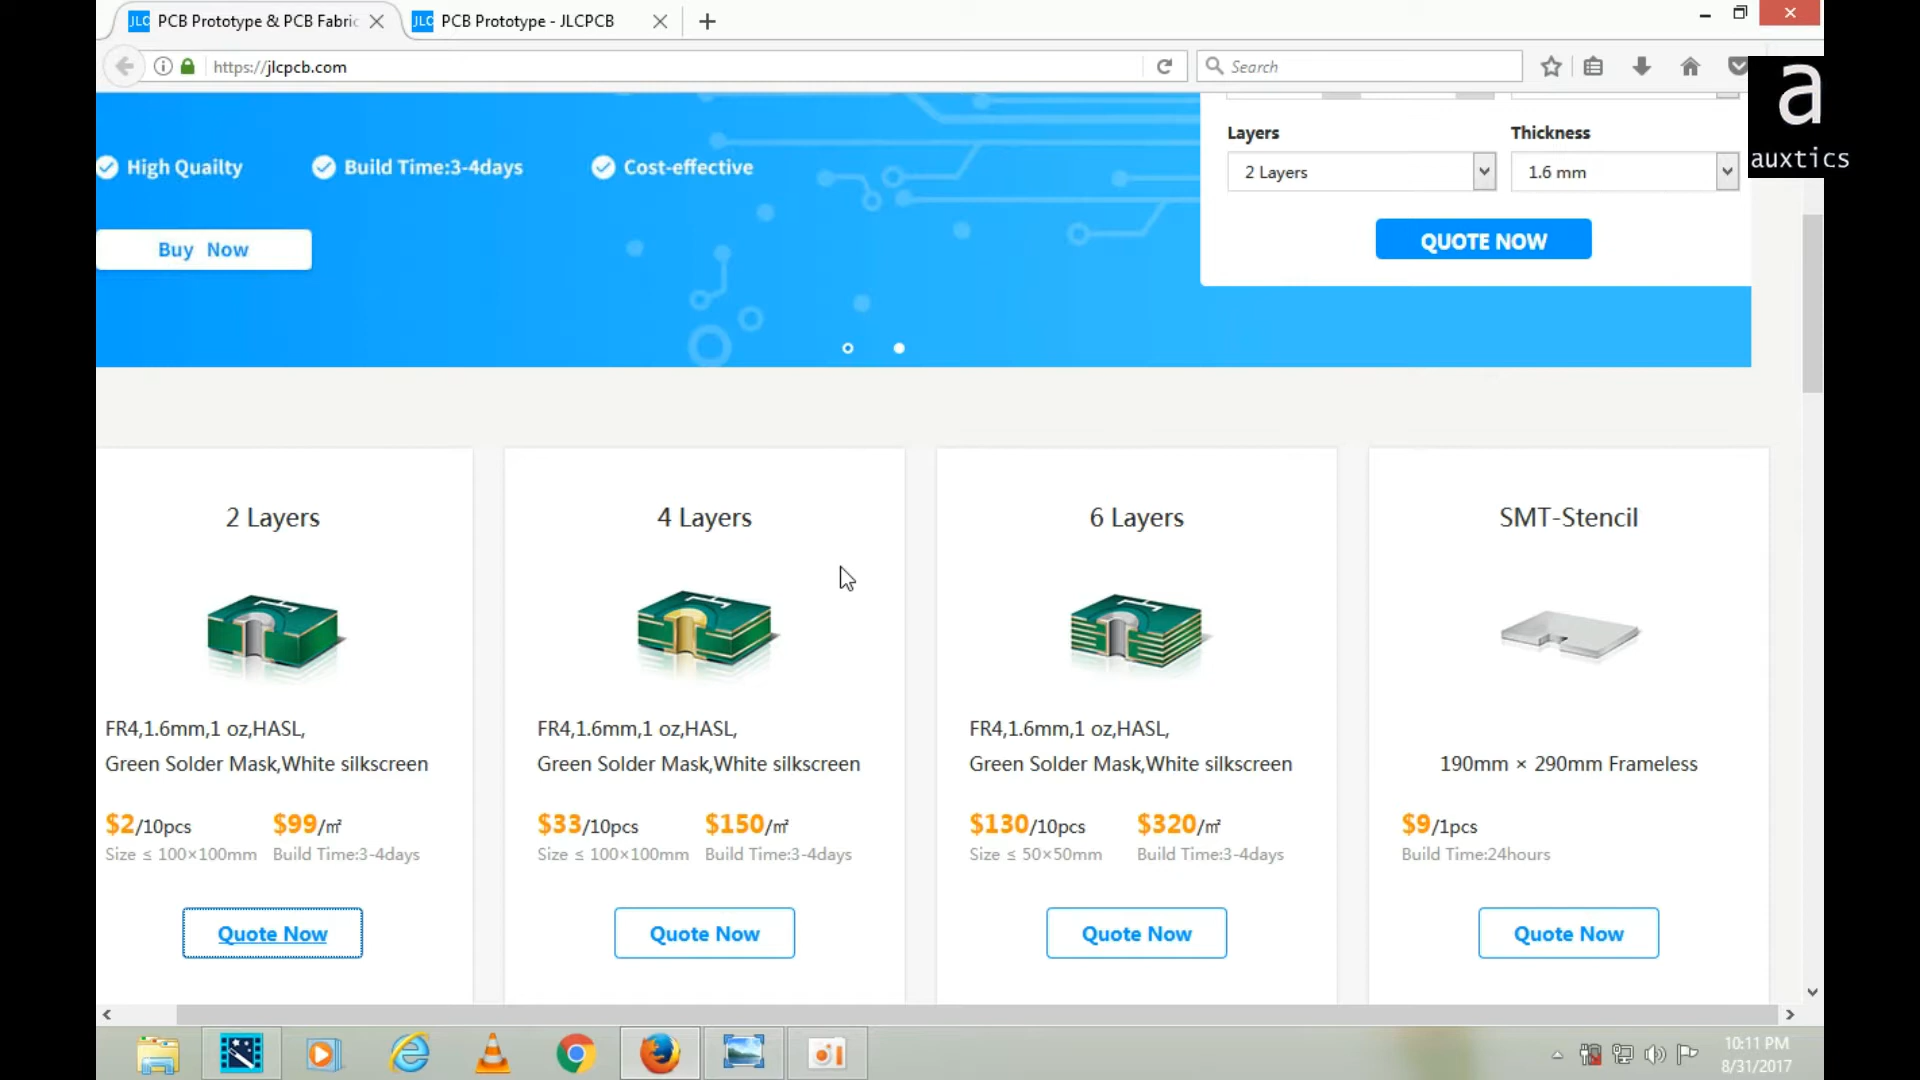 JLC PCB Prototype & PCB Fabric
JLC PCB Prototype - JLCPCB
https://jlcpcb.com
Search
a
auxtics
High Quailty
Build Time:3-4days
Cost-effective
Layers
Thickness
2 Layers
1.6 mm
Buy Now
QUOTE NOW
2 Layers
4 Layers
6 Layers
SMT-Stencil
FR4,1.6mm,1 oz,HASL,
Green Solder Mask,White silkscreen
FR4,1.6mm,1 oz,HASL,
Green Solder Mask,White silkscreen
FR4,1.6mm,1 oz,HASL,
Green Solder Mask,White silkscreen
190mm × 290mm Frameless
$2/10pcs
$99/㎡
Size ≤ 100×100mm
Build Time:3-4days
$33/10pcs
$150/㎡
Size ≤ 100×100mm
Build Time:3-4days
$130/10pcs
$320/㎡
Size ≤ 50×50mm
Build Time:3-4days
$9/1pcs
Build Time:24hours
Quote Now
Quote Now
Quote Now
Quote Now
10:11 PM
8/31/2017